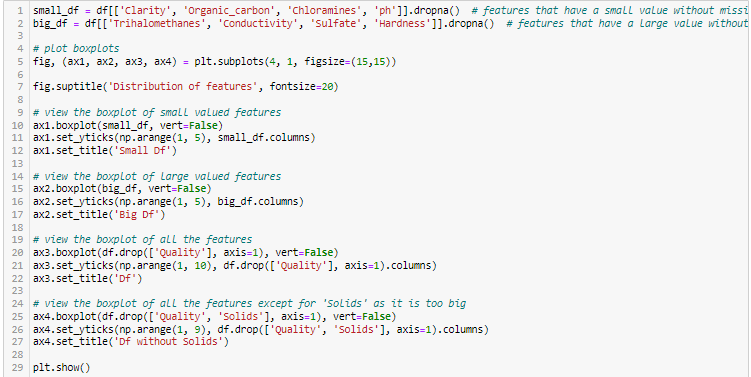 1 small_df = df[['Clarity', 'Organic_carbon', 'Chloramines', 'ph']].dropna()  # features that have a small value without missi
2 big_df = df[['Trihalomethanes', 'Conductivity', 'Sulfate', 'Hardness']].dropna()  # features that have a large value without
3
4 # plot boxplots
5 fig, (ax1, ax2, ax3, ax4) = plt.subplots(4, 1, figsize=(15,15))
6
7 fig.suptitle('Distribution of features', fontsize=20)
8
9 # view the boxplot of small valued features
10 ax1.boxplot(small_df, vert=False)
11 ax1.set_yticks(np.arange(1, 5), small_df.columns)
12 ax1.set_title('Small Df')
13
14 # view the boxplot of large valued features
15 ax2.boxplot(big_df, vert=False)
16 ax2.set_yticks(np.arange(1, 5), big_df.columns)
17 ax2.set_title('Big Df')
18
19 # view the boxplot of all the features
20 ax3.boxplot(df.drop(['Quality'], axis=1), vert=False)
21 ax3.set_yticks(np.arange(1, 10), df.drop(['Quality'], axis=1).columns)
22 ax3.set_title('Df')
23
24 # view the boxplot of all the features except for 'Solids' as it is too big
25 ax4.boxplot(df.drop(['Quality', 'Solids'], axis=1), vert=False)
26 ax4.set_yticks(np.arange(1, 9), df.drop(['Quality', 'Solids'], axis=1).columns)
27 ax4.set_title('Df without Solids')
28
29 plt.show()